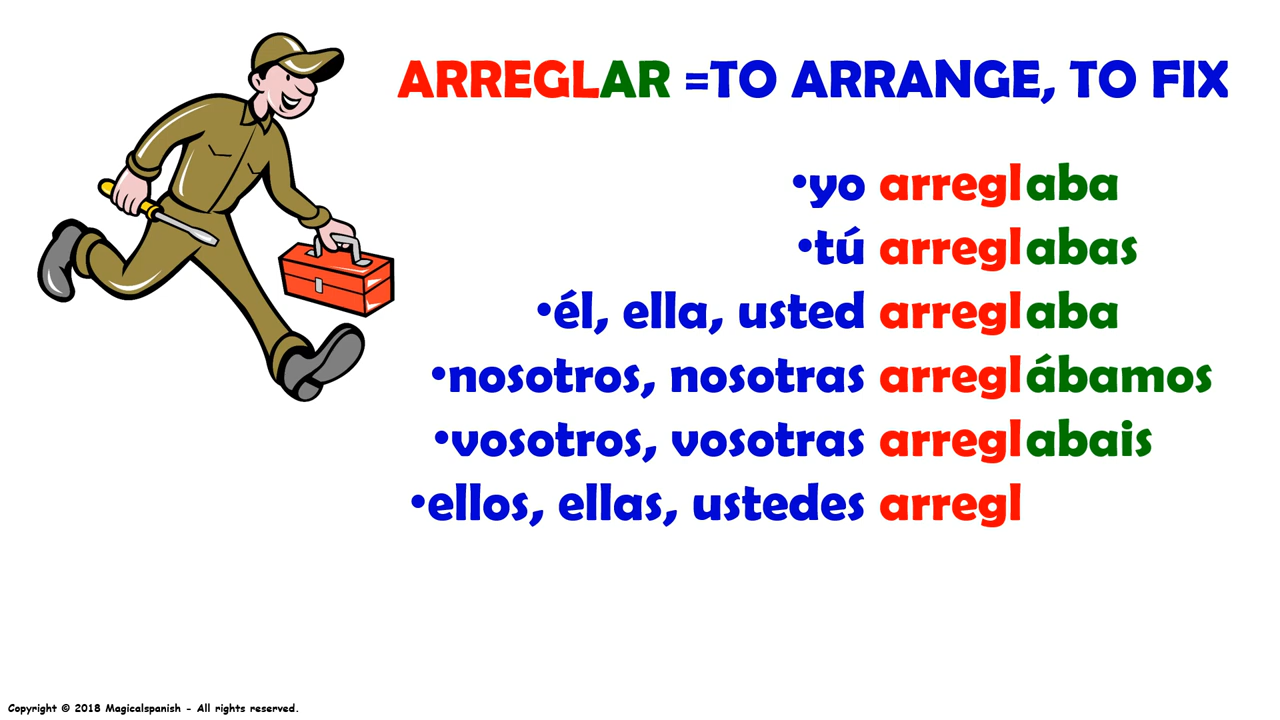 ARREGLAR =TO ARRANGE, TO FIX
•yo arreglaba
•tú arreglabas
•él, ella, usted arreglaba
•nosotros, nosotras arreglábamos
•vosotros, vosotras arreglabais
•ellos, ellas, ustedes arregl
Copyright © 2018 Magicalspanish - All rights reserved.